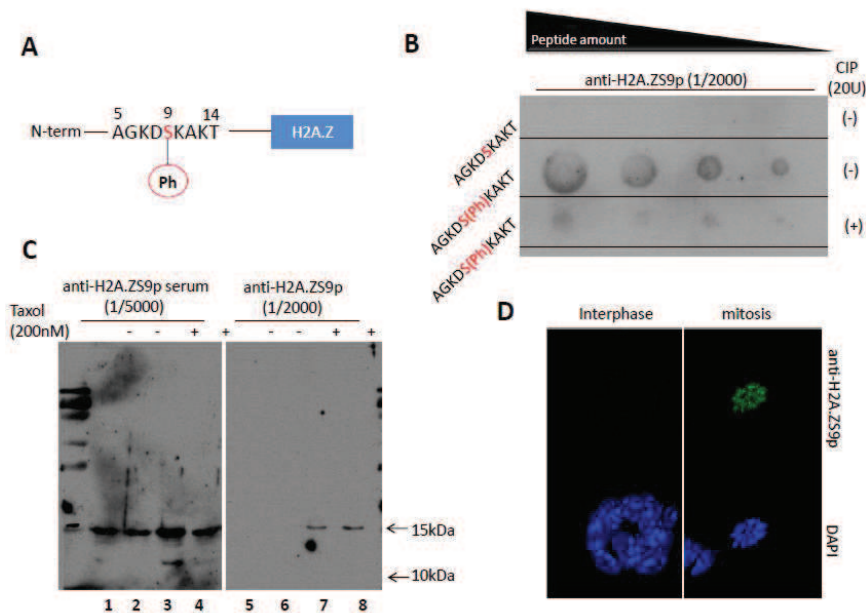 A
5 9 14
N-term AGKDSKAKT H2A.Z
Ph
B
Peptide amount
anti-H2A.ZS9p (1/2000)
CIP
(20U)
AGKDSKAKT
(-)
AGKDS(Ph)KAKT
(-)
AGKDS(Ph)KAKT
(+)
C
anti-H2A.ZS9p serum
(1/5000)
anti-H2A.ZS9p
(1/2000)
Taxol
(200nM)
- - + + - - + +
15kDa
10kDa
1 2 3 4 5 6 7 8
D
Interphase mitosis
anti-H2A.ZS9p
DAPI